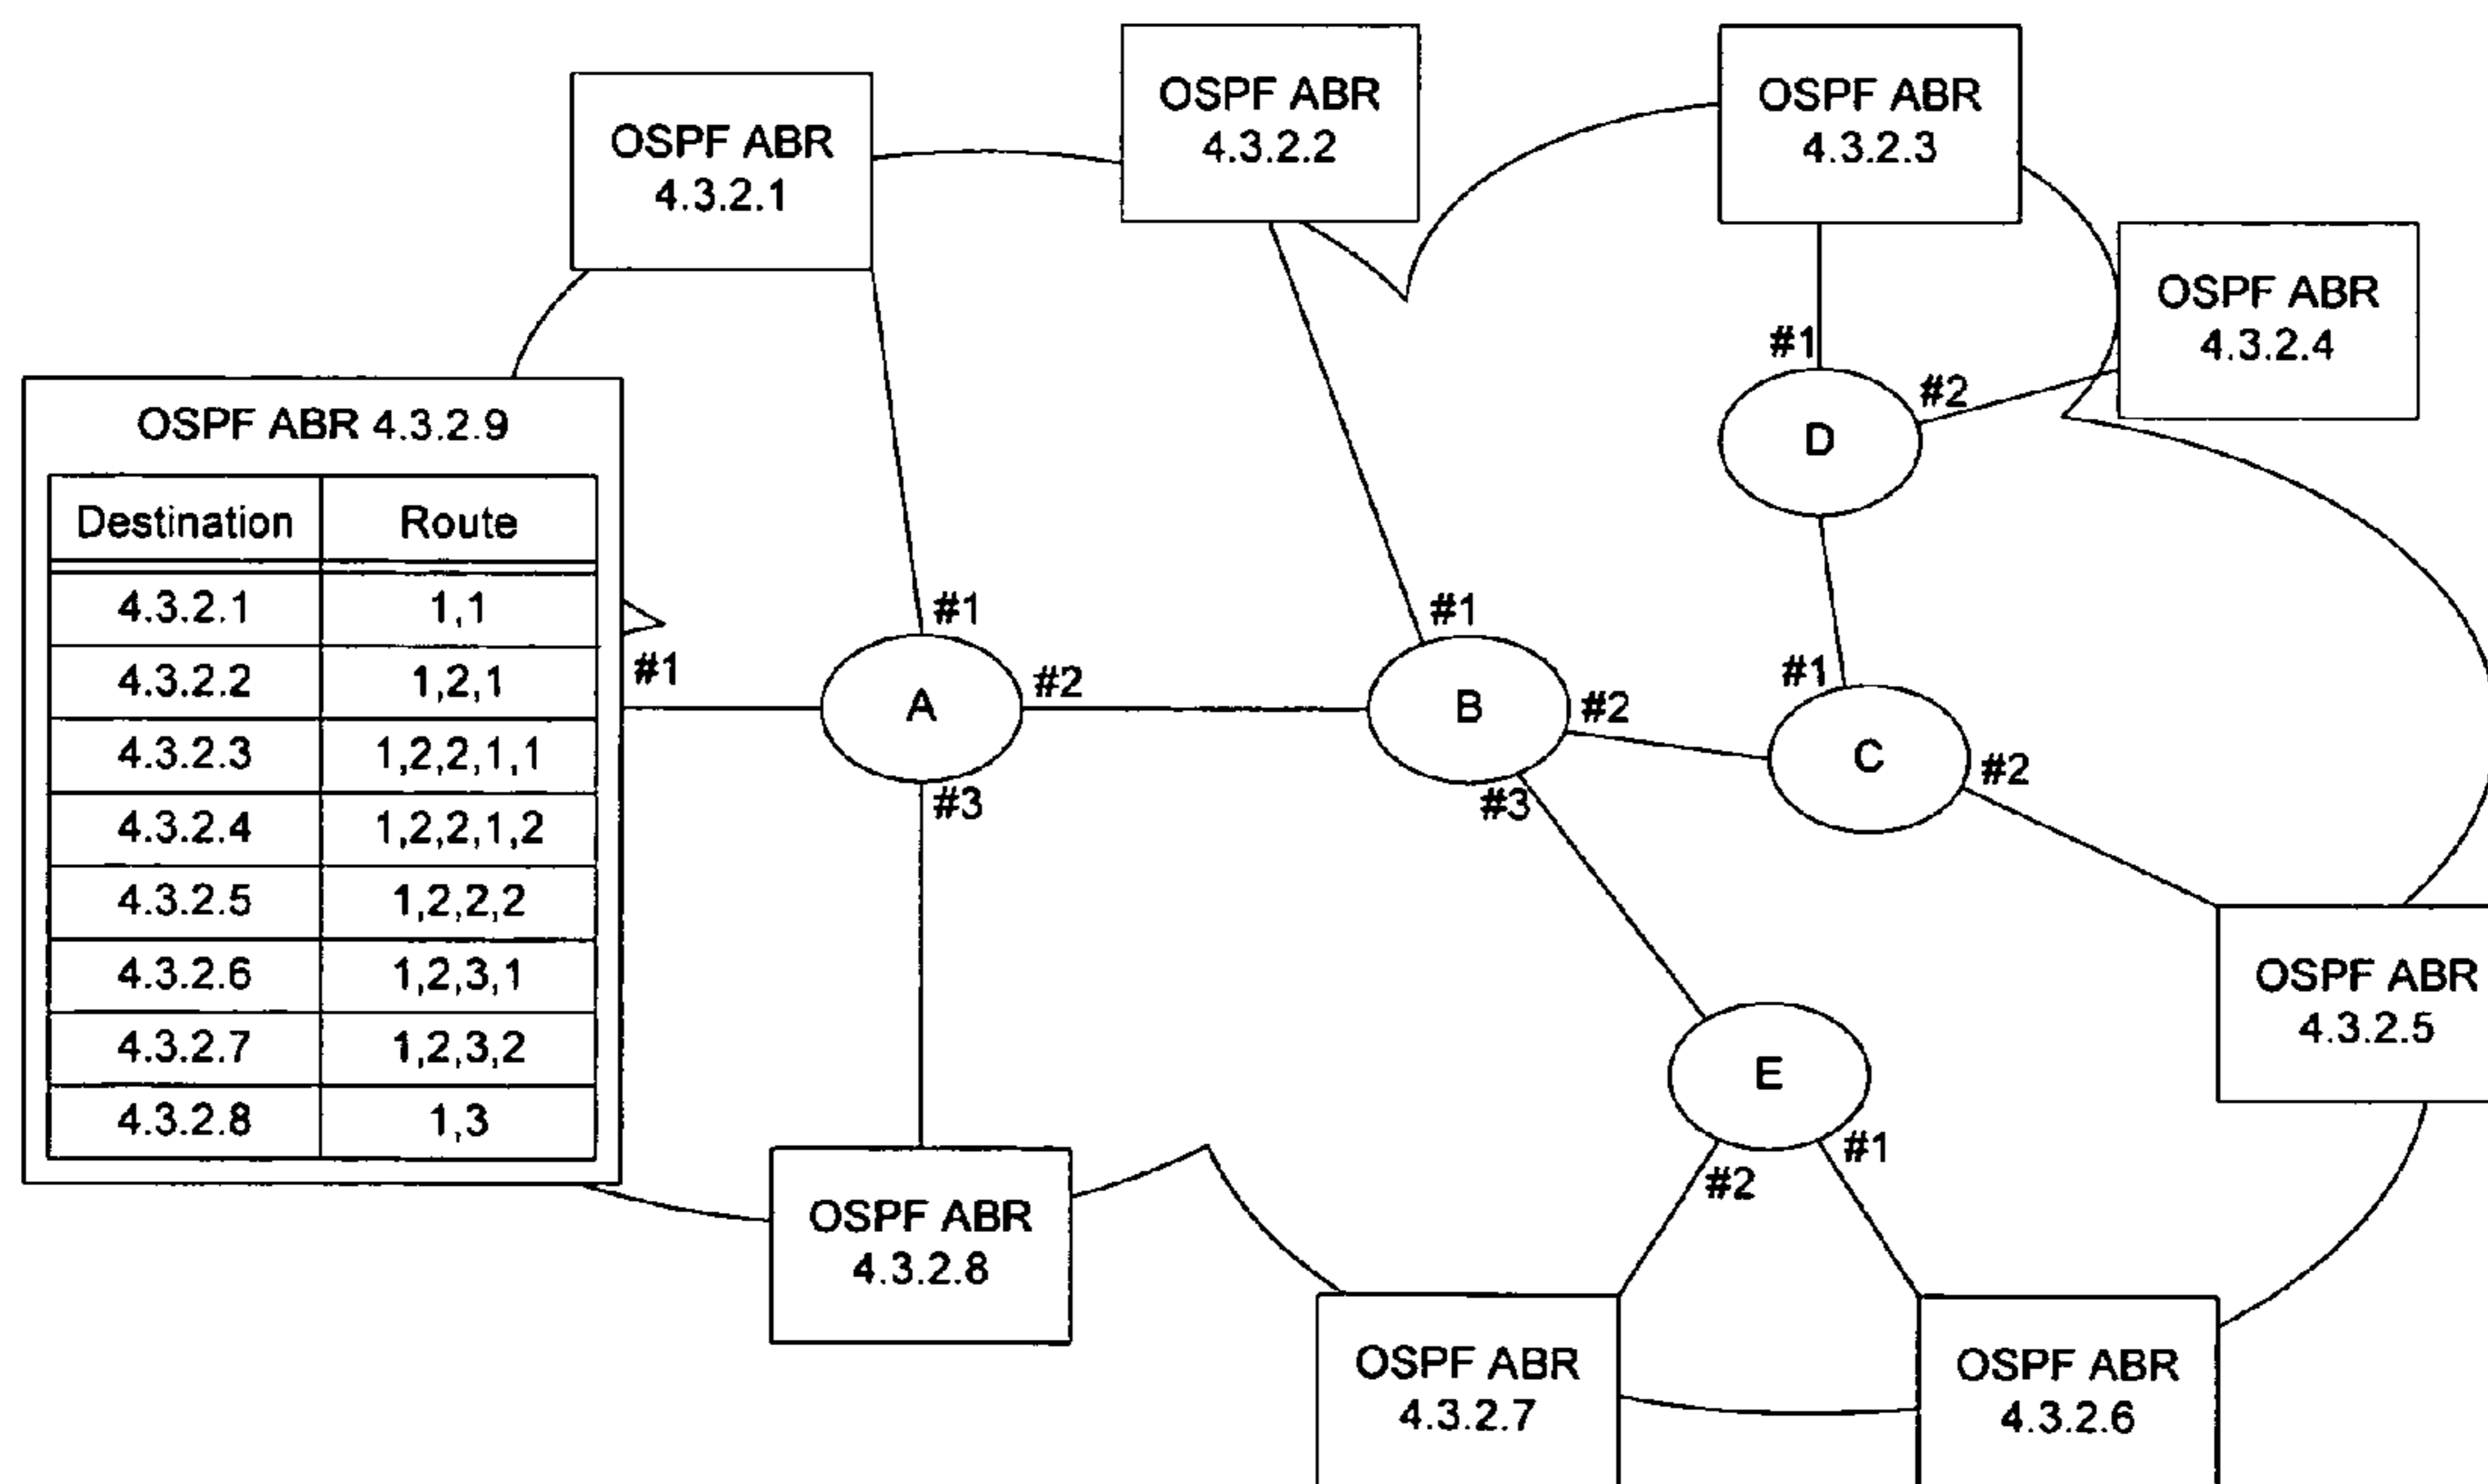 OSPF ABR
4.3.2.1
OSPF ABR
4.3.2.2
OSPF ABR
4.3.2.3
OSPF ABR
4.3.2.4
OSPF ABR 4.3.2.9
Destination Route
4.3.2.1 1,1
4.3.2.2 1,2,1
4.3.2.3 1,2,2,1,1
4.3.2.4 1,2,2,1,2
4.3.2.5 1,2,2,2
4.3.2.6 1,2,3,1
4.3.2.7 1,2,3,2
4.3.2.8 1,3
#1
A
#1
#2
#3
B
#1
#2
#3
C
#1
#2
D
#1
#2
E
#1
#2
OSPF ABR
4.3.2.5
OSPF ABR
4.3.2.8
OSPF ABR
4.3.2.7
OSPF ABR
4.3.2.6